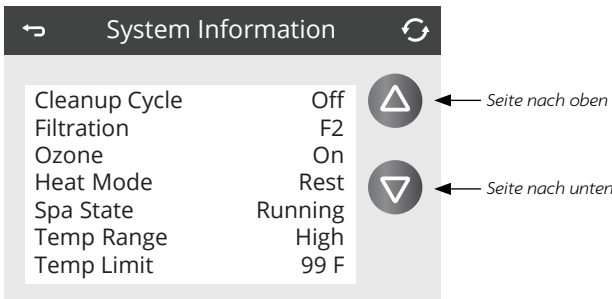 System Information
Cleanup Cycle Off
Filtration F2
Ozone On
Heat Mode Rest
Spa State Running
Temp Range High
Temp Limit 99 F
Seite nach oben
Seite nach unten